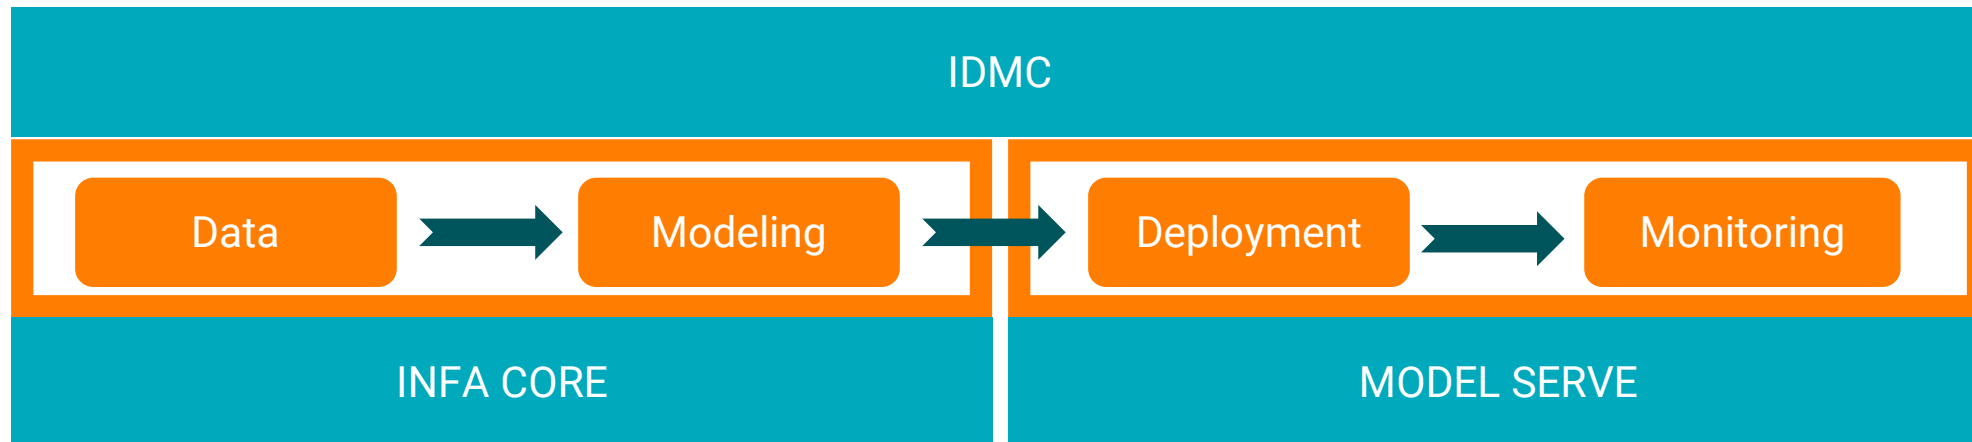 IDMC
Data
Modeling
Deployment
Monitoring
INFA CORE
MODEL SERVE